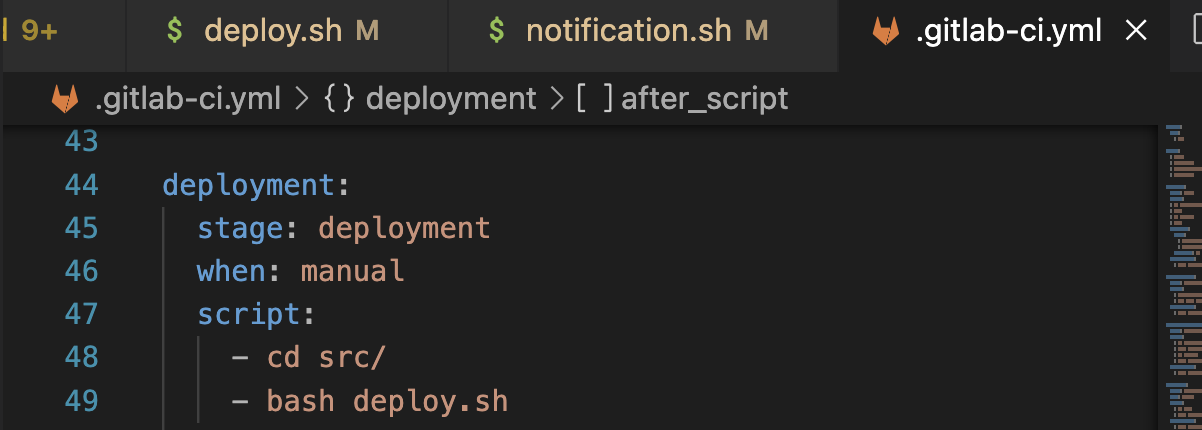 9+ $ deploy.sh M $ notification.sh M .gitlab-ci.yml ×
.gitlab-ci.yml > {} deployment > [ ] after_script
43
44 deployment:
45 stage: deployment
46 when: manual
47 script:
48 - cd src/
49 - bash deploy.sh